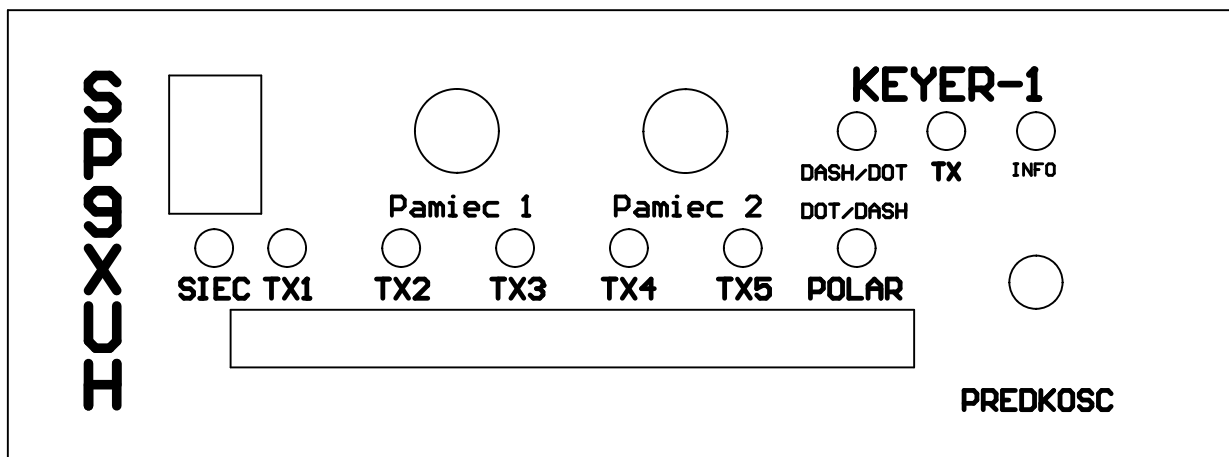 SP9XUH
KEYER-1
DASH/DOT TX INFO
Pamiec 1 Pamiec 2 DOT/DASH
SIEC TX1 TX2 TX3 TX4 TX5 POLAR
PREDKOSC